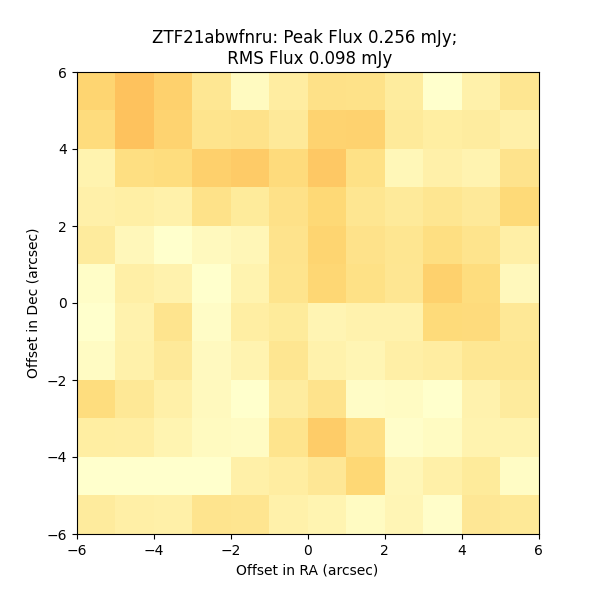 ZTF21abwfnru: Peak Flux 0.256 mJy;
RMS Flux 0.098 mJy
6
4
2
0
−2
−4
−6
Offset in Dec (arcsec)
−6 −4 −2 0 2 4 6
Offset in RA (arcsec)